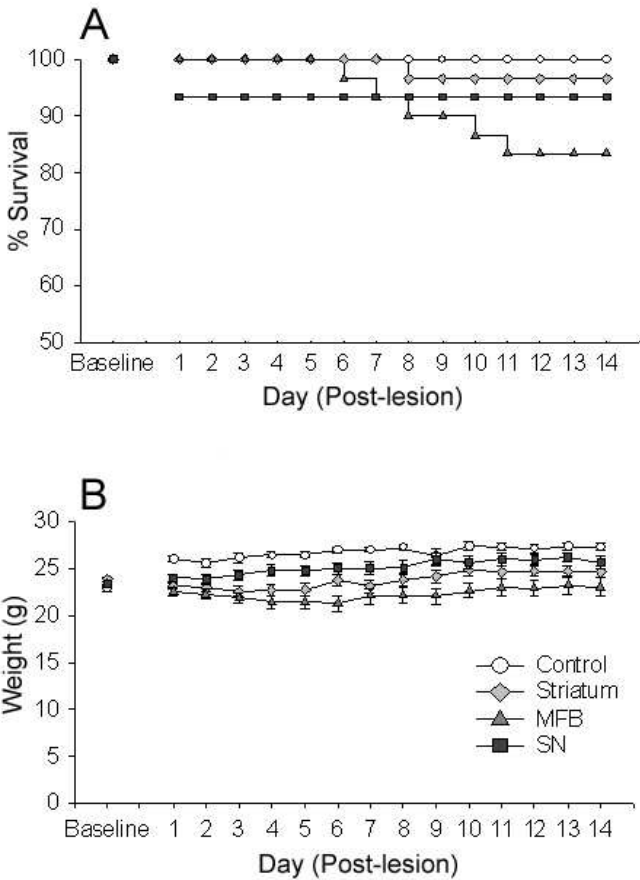 A
100
90
80
70
60
50
% Survival
Baseline 1 2 3 4 5 6 7 8 9 10 11 12 13 14
Day (Post-lesion)
B
30
25
20
15
10
5
0
Weight (g)
Control
Striatum
MFB
SN
Baseline 1 2 3 4 5 6 7 8 9 10 11 12 13 14
Day (Post-lesion)